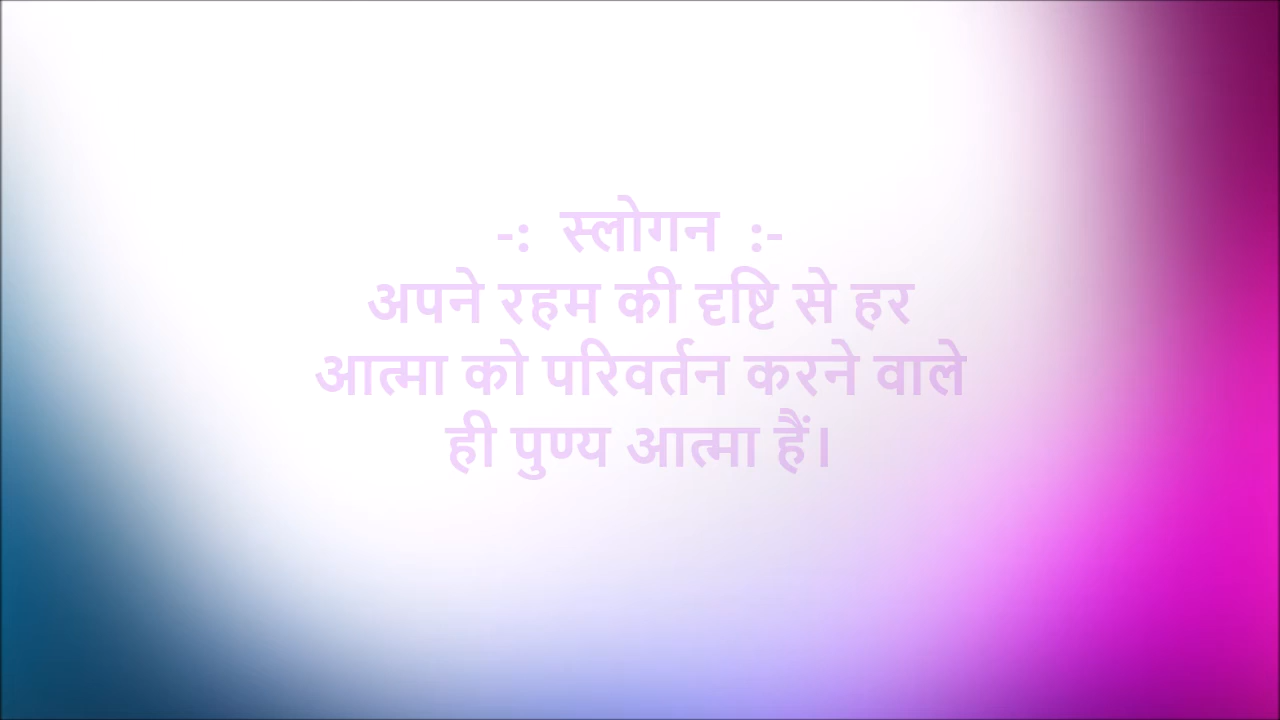 -: स्लोगन :-
अपने रहम की दृष्टि से हर
आत्मा को परिवर्तन करने वाले
ही पुण्य आत्मा हैं।